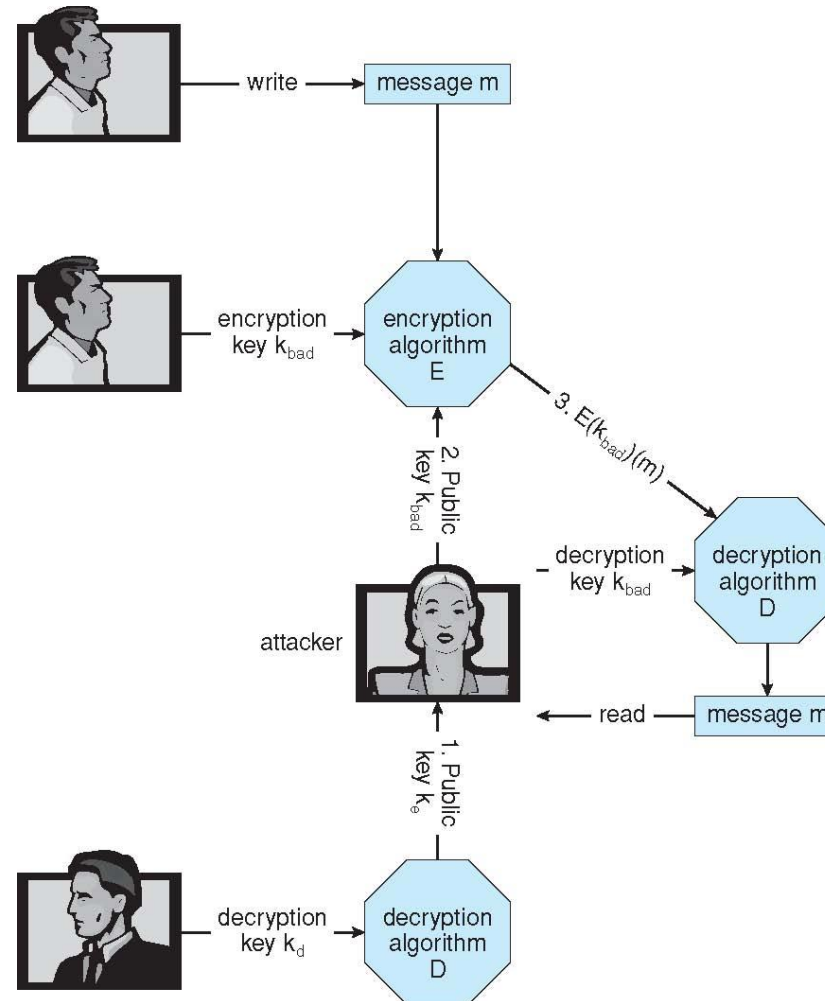 write
message m
encryption
key k_bad
encryption
algorithm
E
3. E(k_bad)(m)
2. Public
key k_bad
decryption
key k_bad
decryption
algorithm
D
attacker
read
message m
1. Public
key k_e
decryption
key k_d
decryption
algorithm
D